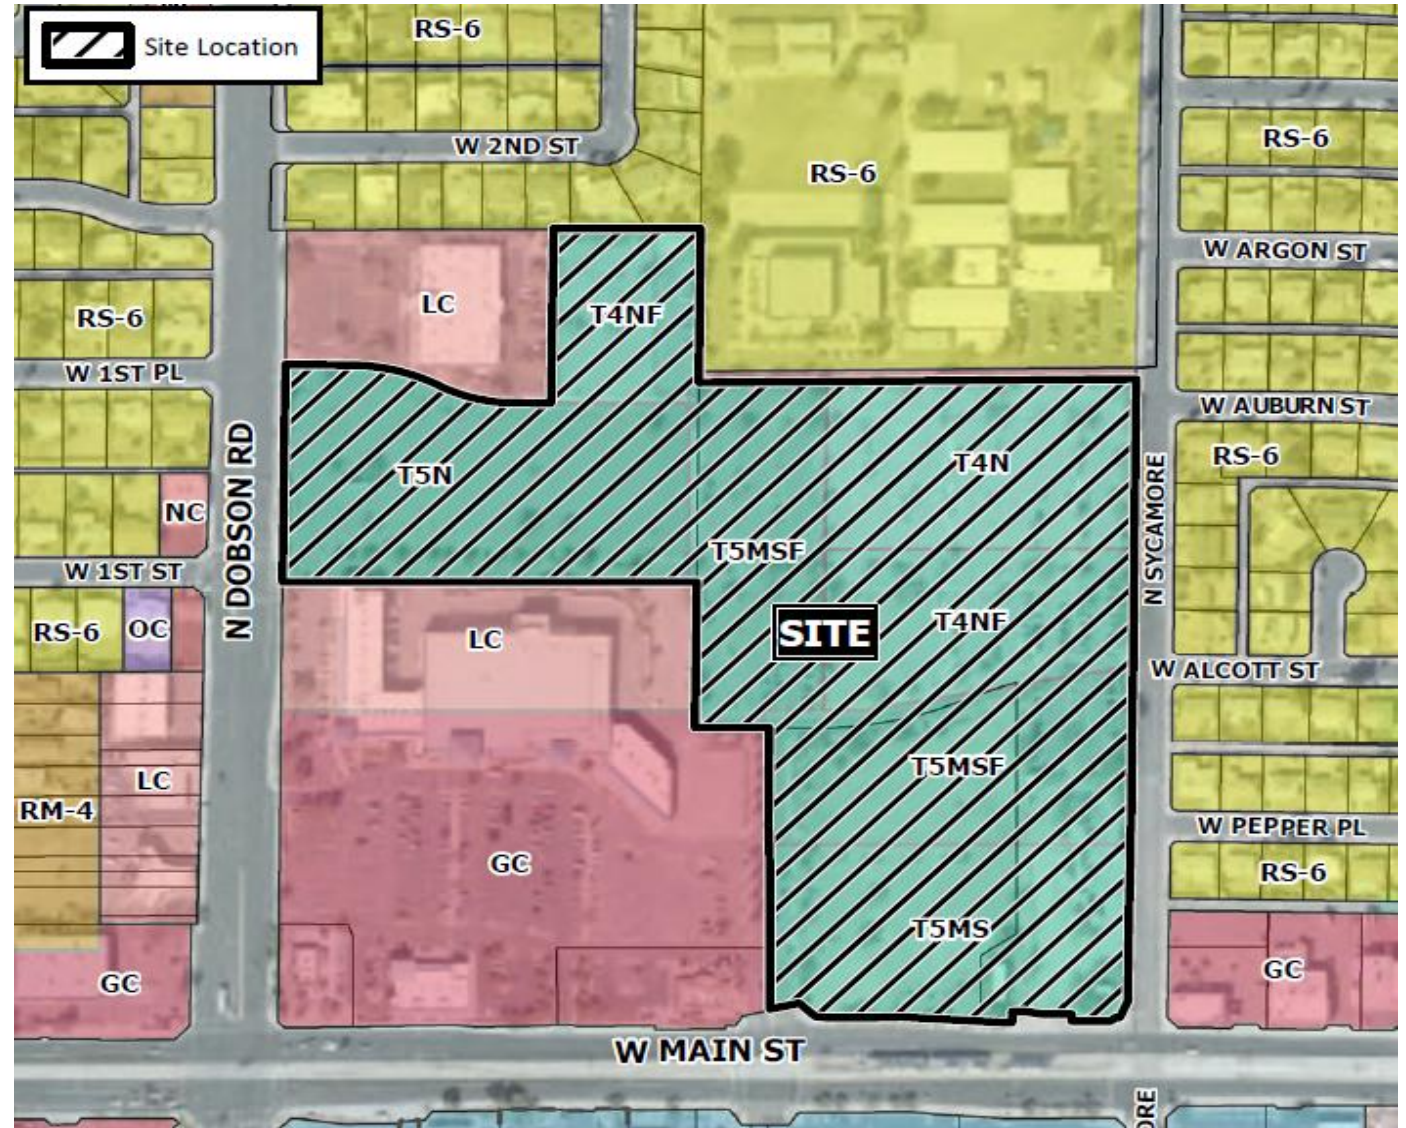 RS-6
Site Location
W 2ND ST
RS-6
RS-6
W ARGON ST
LC
T4NF
RS-6
W 1ST PL
W AUBURN ST
N DOBSON RD
T5N
T4N
RS-6
N SYCAMORE
NC
T5MSF
W 1ST ST
RS-6
OC
LC
SITE
T4NF
W ALCOTT ST
T5MSF
LC
RM-4
W PEPPER PL
GC
RS-6
T5MS
GC
GC
W MAIN ST
ORE